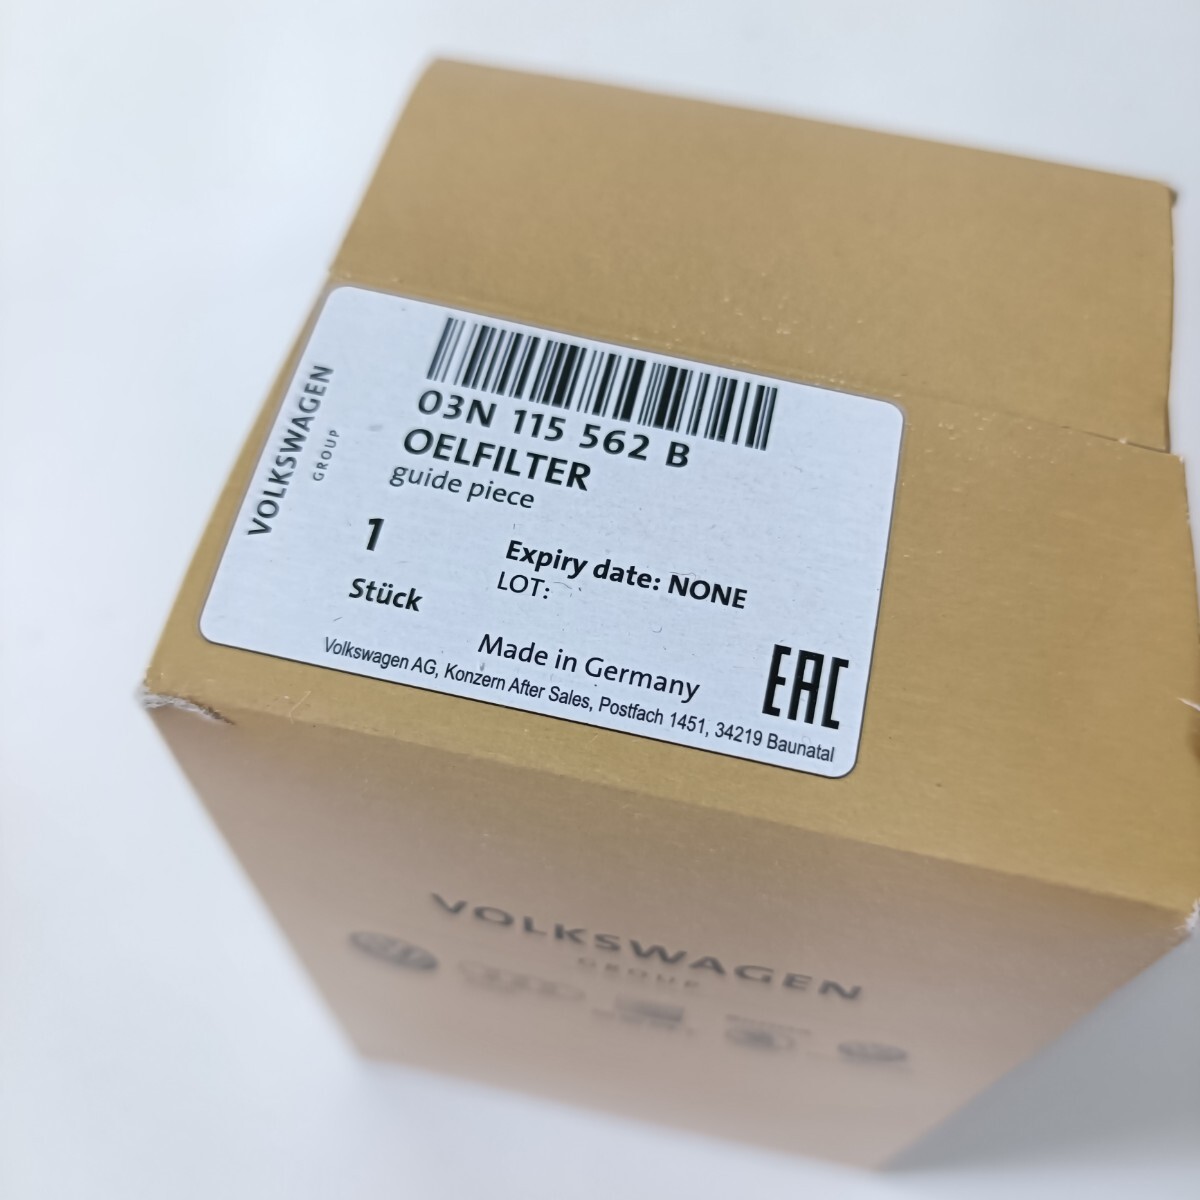 VOLKSWAGEN
GROUP
03N 115 562 B
OELFILTER
guide piece
1
Stück
Expiry date: NONE
LOT:
Made in Germany
EAC
Volkswagen AG, Konzern After Sales, Postfach 1451, 34219 Baunatal
VOLKSWAGEN
GROUP